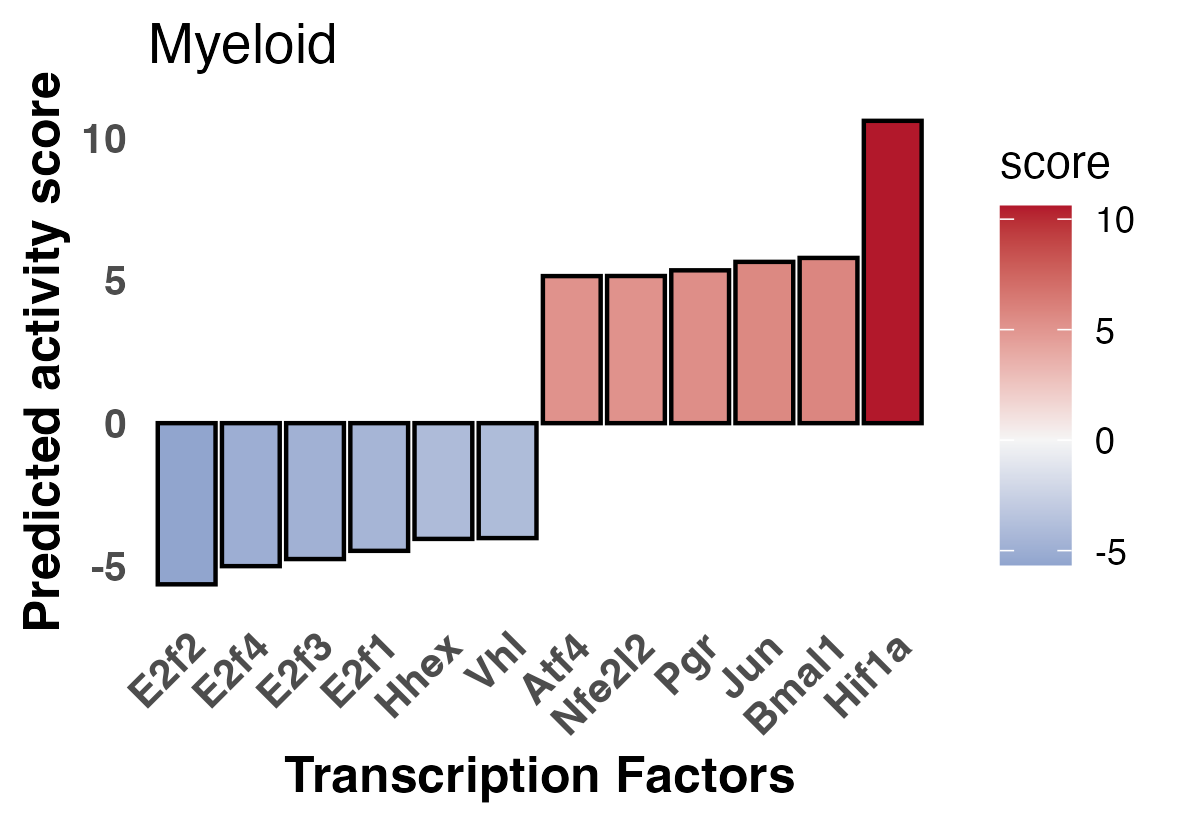 Myeloid
Predicted activity score
10
5
0
-5
E2f2
E2f4
E2f3
E2f1
Hhex
Vhl
Atf4
Nfe2l2
Pgr
Jun
Bmal1
Hif1a
Transcription Factors
score
10
5
0
-5